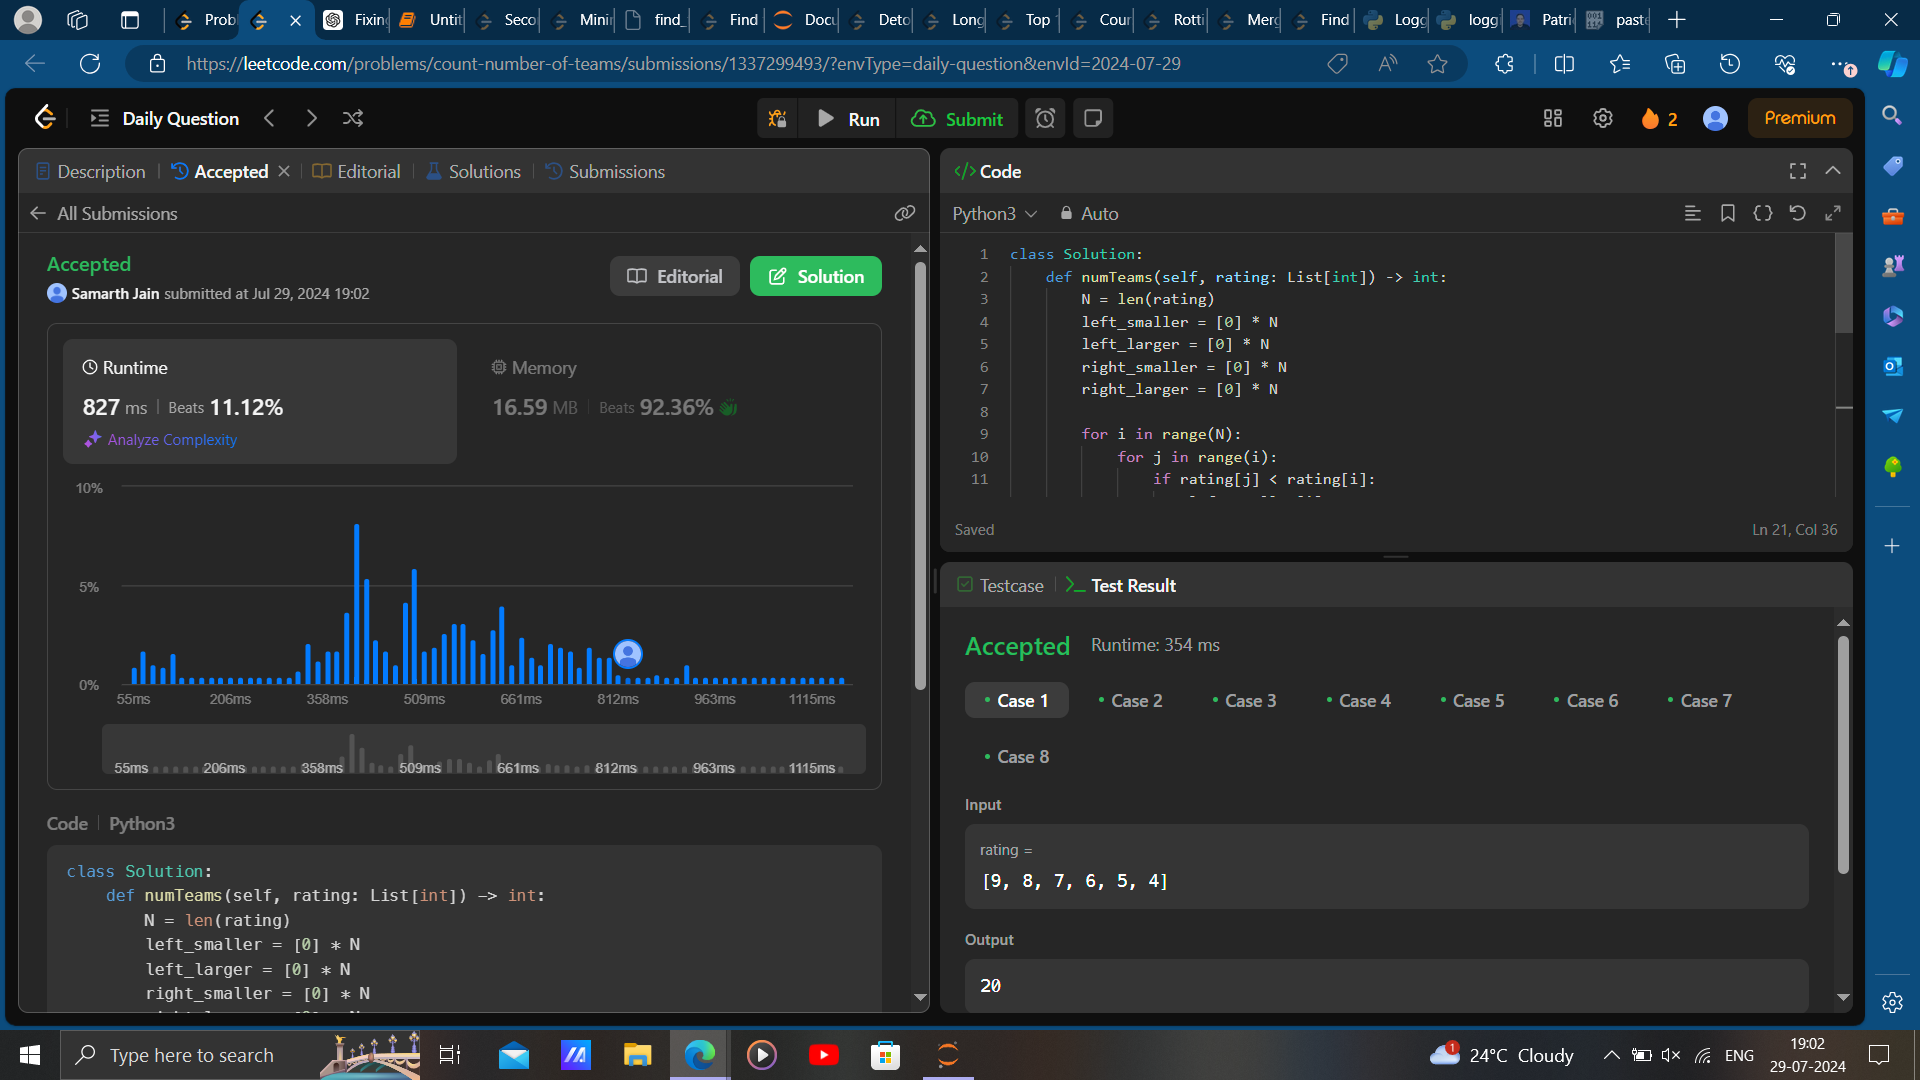 Prob
Fixing
Untit
Seco
Minir
find_
Find
Docu
Deto
Long
Top
Cour
Rotti
Merg
Find
Logg
loggi
Patri
paste
https://leetcode.com/problems/count-number-of-teams/submissions/1337299493/?envType=daily-question&envId=2024-07-29
Daily Question
Run
Submit
2
Premium
Description
Accepted
Editorial
Solutions
Submissions
All Submissions
Accepted
Samarth Jain submitted at Jul 29, 2024 19:02
Editorial
Solution
Runtime
827 ms Beats 11.12%
Analyze Complexity
Memory
16.59 MB Beats 92.36%
10%
5%
0%
55ms 206ms 358ms 509ms 661ms 812ms 963ms 1115ms
55ms 206ms 358ms 509ms 661ms 812ms 963ms 1115ms
Code Python3
class Solution:
def numTeams(self, rating: List[int]) -> int:
N = len(rating)
left_smaller = [0] * N
left_larger = [0] * N
right_smaller = [0] * N
</> Code
Python3 Auto
1 class Solution:
2 def numTeams(self, rating: List[int]) -> int:
3 N = len(rating)
4 left_smaller = [0] * N
5 left_larger = [0] * N
6 right_smaller = [0] * N
7 right_larger = [0] * N
8
9 for i in range(N):
10 for j in range(i):
11 if rating[j] < rating[i]:
Saved
Ln 21, Col 36
Testcase
Test Result
Accepted Runtime: 354 ms
Case 1
Case 2
Case 3
Case 4
Case 5
Case 6
Case 7
Case 8
Input
rating =
[9, 8, 7, 6, 5, 4]
Output
20
Type here to search
1
24°C Cloudy
ENG
19:02
29-07-2024